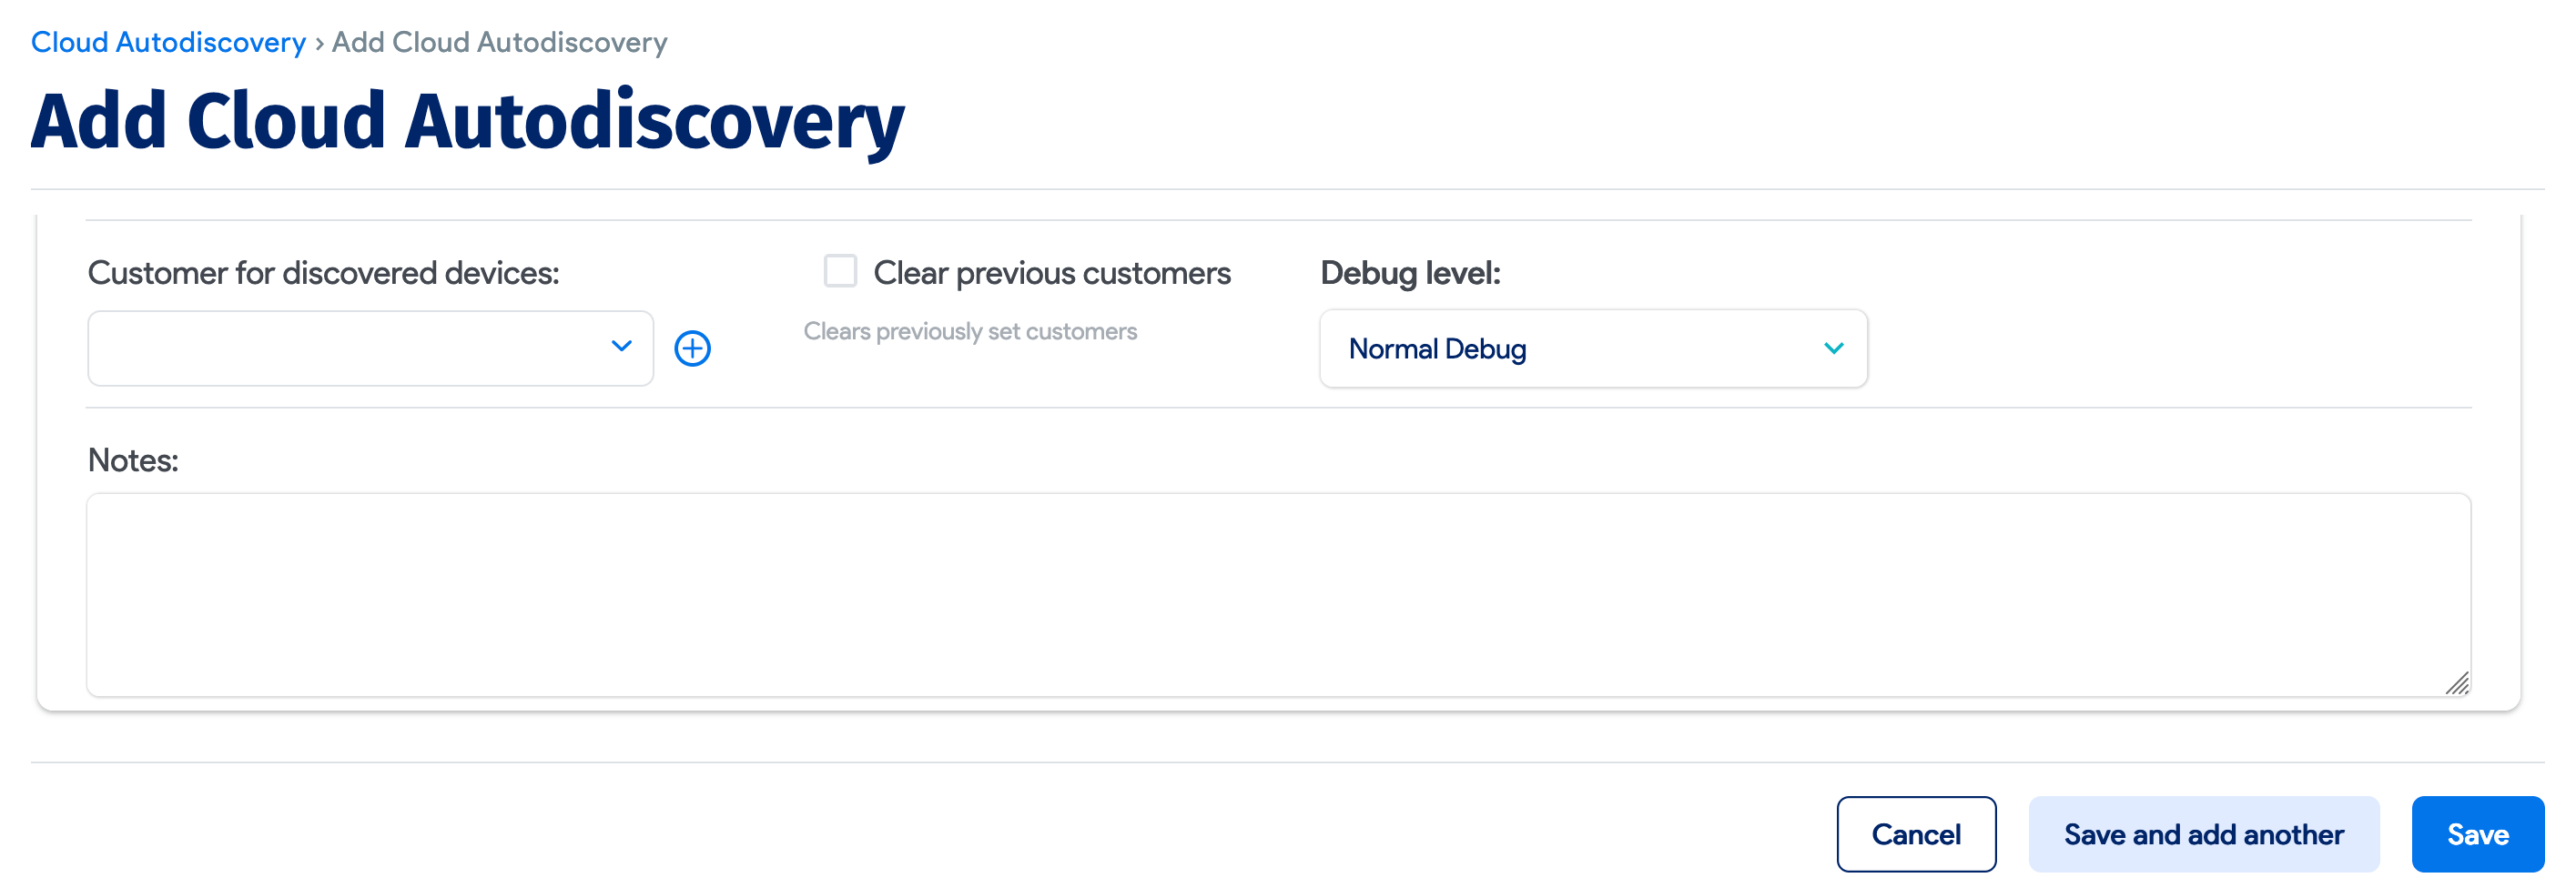 Cloud Autodiscovery › Add Cloud Autodiscovery
Add Cloud Autodiscovery
Customer for discovered devices:
Clear previous customers
Clears previously set customers
Debug level:
Normal Debug
Notes:
Cancel
Save and add another
Save